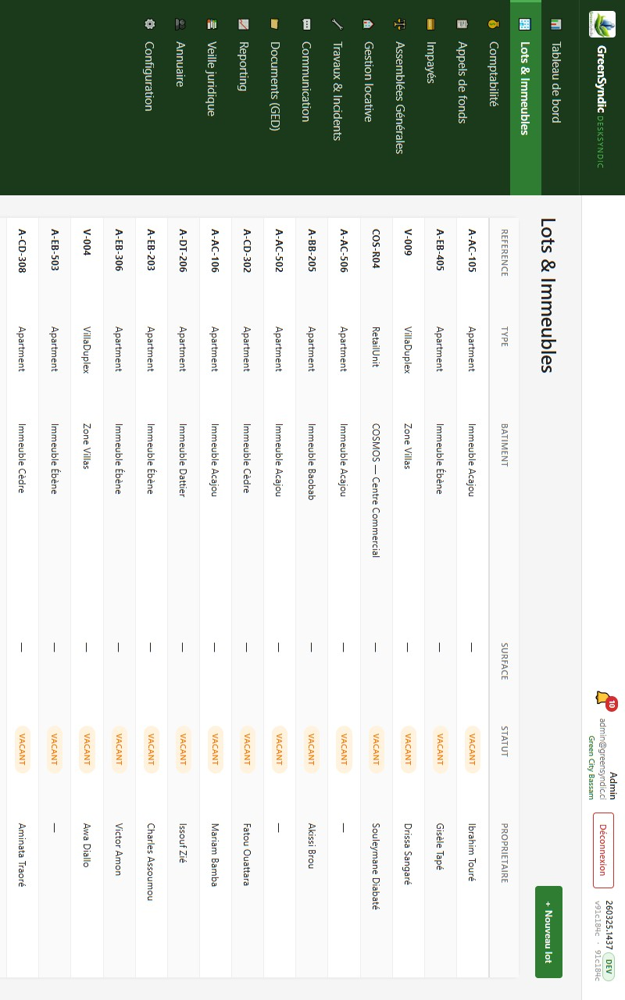 GreenSyndic DESKSYNDIC
Tableau de bord
Lots & Immeubles
Comptabilité
Appels de fonds
Impayés
Assemblées Générales
Gestion locative
Travaux & Incidents
Communication
Documents (GED)
Reporting
Veille juridique
Annuaire
Configuration
10
Admin
admin@greensyndic.ci
Green City Bassam
Déconnexion
260325.1437 DEV
v91c184c · 91c184c
Lots & Immeubles
+ Nouveau lot
REFERENCE TYPE BATIMENT SURFACE STATUT PROPRIETAIRE
A-AC-105 Apartment Immeuble Acajou — VACANT Ibrahim Touré
A-EB-405 Apartment Immeuble Ébène — VACANT Gisèle Tapé
V-009 VillaDuplex Zone Villas — VACANT Drissa Sangaré
COS-R04 RetailUnit COSMOS — Centre Commercial — VACANT Souleymane Diabaté
A-AC-506 Apartment Immeuble Acajou — VACANT —
A-BB-205 Apartment Immeuble Baobab — VACANT Akissi Brou
A-AC-502 Apartment Immeuble Acajou — VACANT —
A-CD-302 Apartment Immeuble Cèdre — VACANT Fatou Ouattara
A-AC-106 Apartment Immeuble Acajou — VACANT Mariam Bamba
A-DT-206 Apartment Immeuble Dattier — VACANT Issouf Zié
A-EB-203 Apartment Immeuble Ébène — VACANT Charles Assoumou
A-EB-306 Apartment Immeuble Ébène — VACANT Victor Amon
V-004 VillaDuplex Zone Villas — VACANT Awa Diallo
A-EB-503 Apartment Immeuble Ébène — VACANT —
A-CD-308 Apartment Immeuble Cèdre — VACANT Aminata Traoré